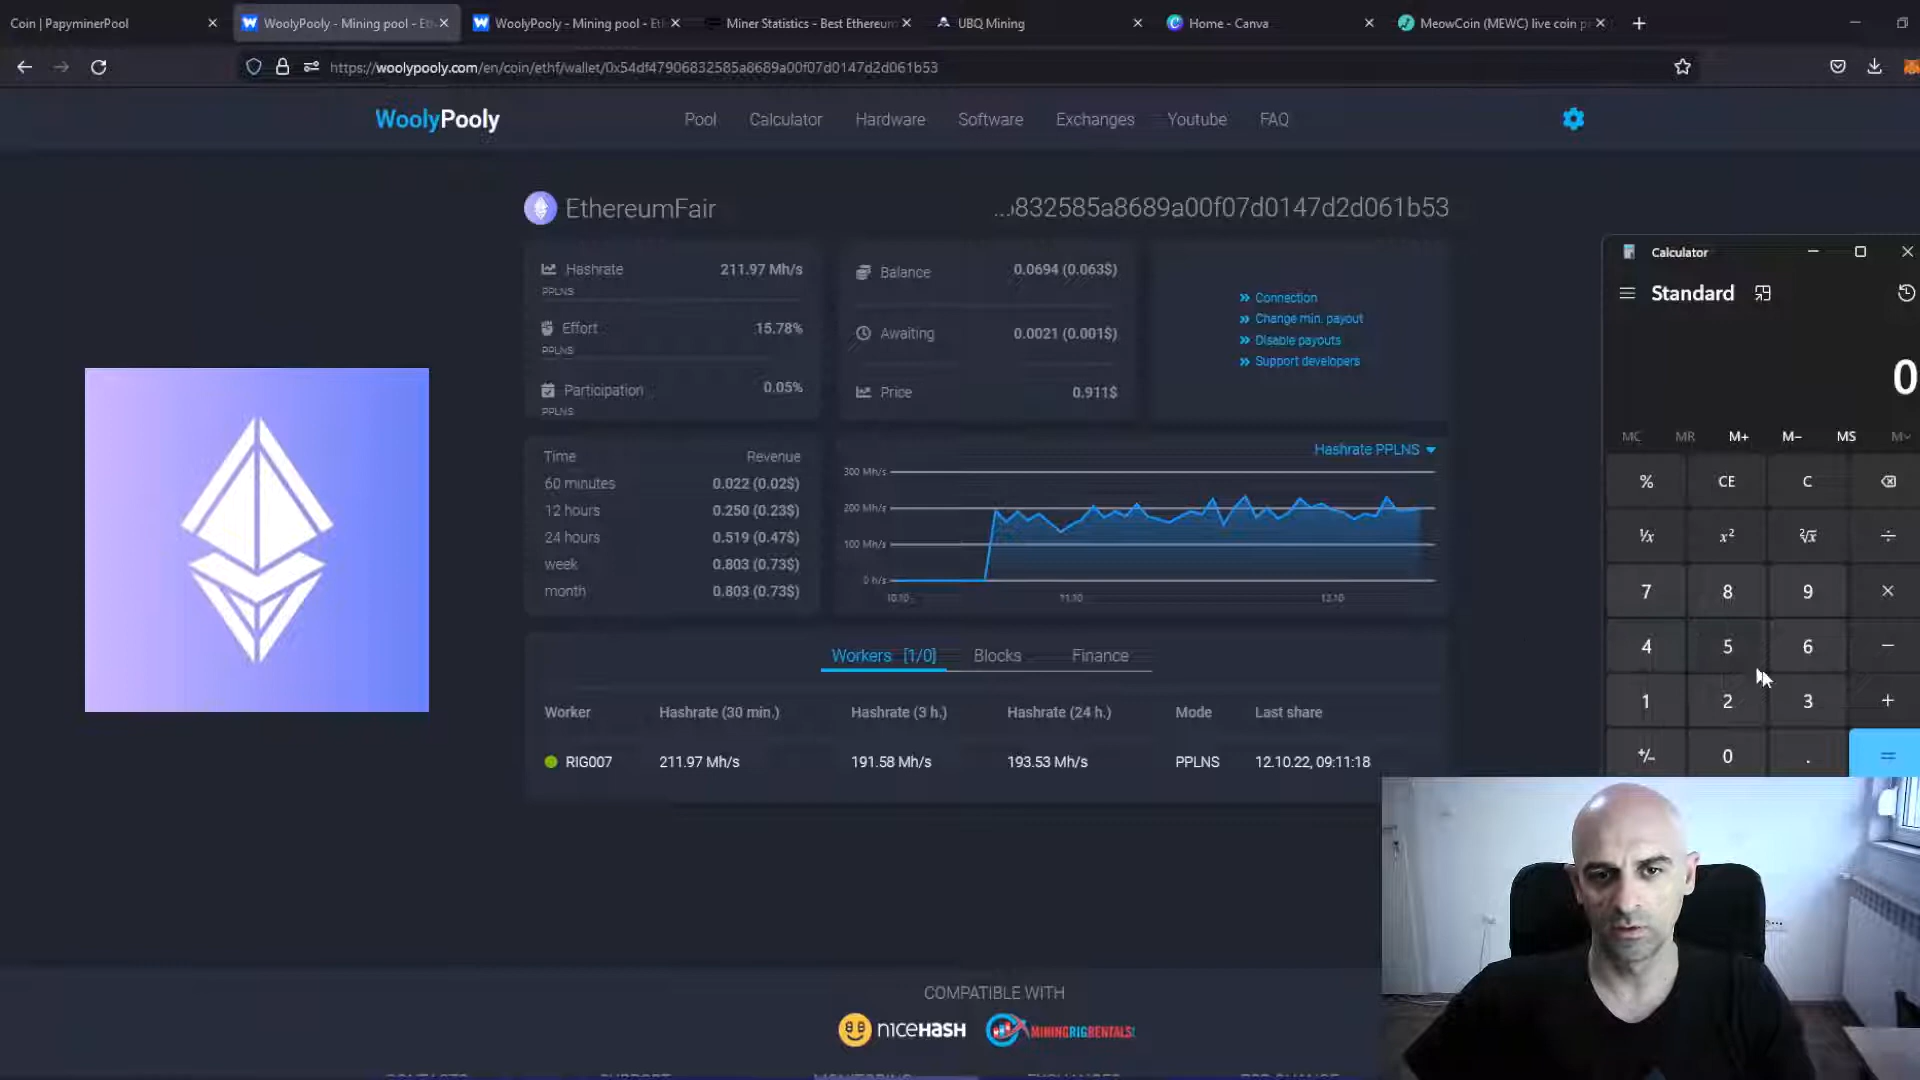 Coin | PapyminerPool
WoolyPooly - Mining pool - Et
WoolyPooly - Mining pool - Et
Miner Statistics - Best Ethereum
UBQ Mining
Home - Canva
MeowCoin (MEWC) live coin p
https://woolypooly.com/en/coin/ethf/wallet/0x54df47906832585a8689a00f07d0147d2d061b53
WoolyPooly
Pool
Calculator
Hardware
Software
Exchanges
Youtube
FAQ
EthereumFair
...832585a8689a00f07d0147d2d061b53
Hashrate 211.97 Mh/s
PPLNS
Effort 15.78%
PPLNS
Participation 0.05%
PPLNS
Balance 0.0694 (0.063$)
Awaiting 0.0021 (0.001$)
Price 0.911$
» Connection
» Change min. payout
» Disable payouts
» Support developers
Time Revenue
60 minutes 0.022 (0.02$)
12 hours 0.250 (0.23$)
24 hours 0.519 (0.47$)
week 0.803 (0.73$)
month 0.803 (0.73$)
Hashrate PPLNS
300 Mh/s
200 Mh/s
100 Mh/s
0 h/s
10.10 11.10 12.10
Workers [1/0] Blocks Finance
Worker Hashrate (30 min.) Hashrate (3 h.) Hashrate (24 h.) Mode Last share
RIG007 211.97 Mh/s 191.58 Mh/s 193.53 Mh/s PPLNS 12.10.22, 09:11:18
COMPATIBLE WITH
niceHASH
MININGRIGRENTALS!
Calculator
Standard
0
MC MR M+ M− MS M
% CE C
¹/x x² ²√x ÷
7 8 9 ×
4 5 6 −
1 2 3 +
+/− 0 . =